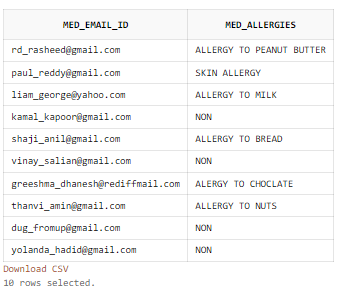 MED_EMAIL_ID MED_ALLERGIES
rd_rasheed@gmail.com ALLERGY TO PEANUT BUTTER
paul_reddy@gmail.com SKIN ALLERGY
liam_george@yahoo.com ALLERGY TO MILK
kamal_kapoor@gmail.com NON
shaji_anil@gmail.com ALLERGY TO BREAD
vinay_salian@gmail.com NON
greeshma_dhanesh@rediffmail.com ALERGY TO CHOCLATE
thanvi_amin@gmail.com ALLERGY TO NUTS
dug_fromup@gmail.com NON
yolanda_hadid@gmail.com NON
Download CSV
10 rows selected.